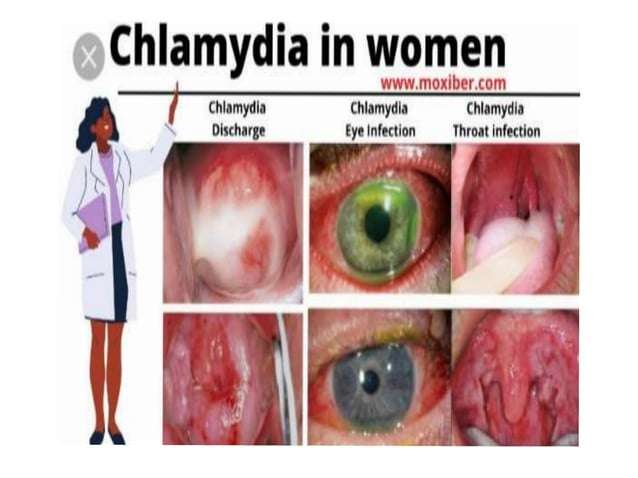 Chlamydia in women
www.moxiber.com
Chlamydia
Discharge
Chlamydia
Eye Infection
Chlamydia
Throat infection